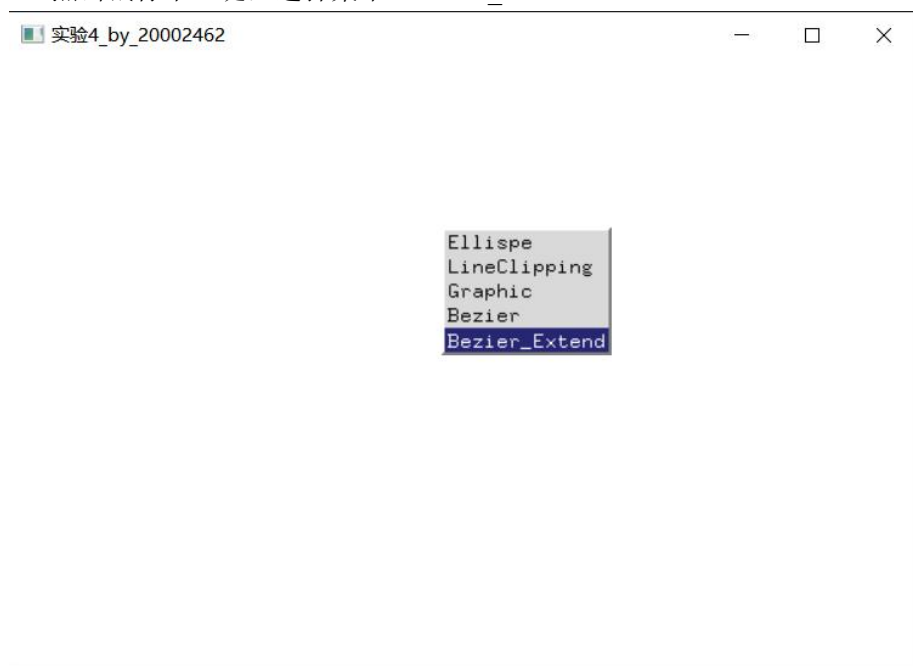 实验4_by_20002462
Ellispe
LineClipping
Graphic
Bezier
Bezier_Extend